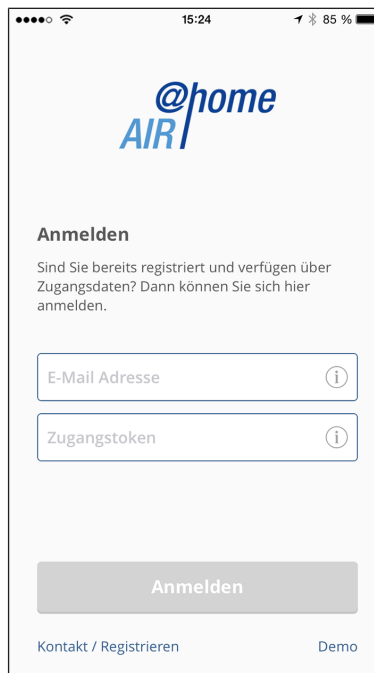 15:24
85 %
@home
AIR
Anmelden
Sind Sie bereits registriert und verfügen über
Zugangsdaten? Dann können Sie sich hier
anmelden.
E-Mail Adresse
Zugangstoken
Anmelden
Kontakt / Registrieren Demo